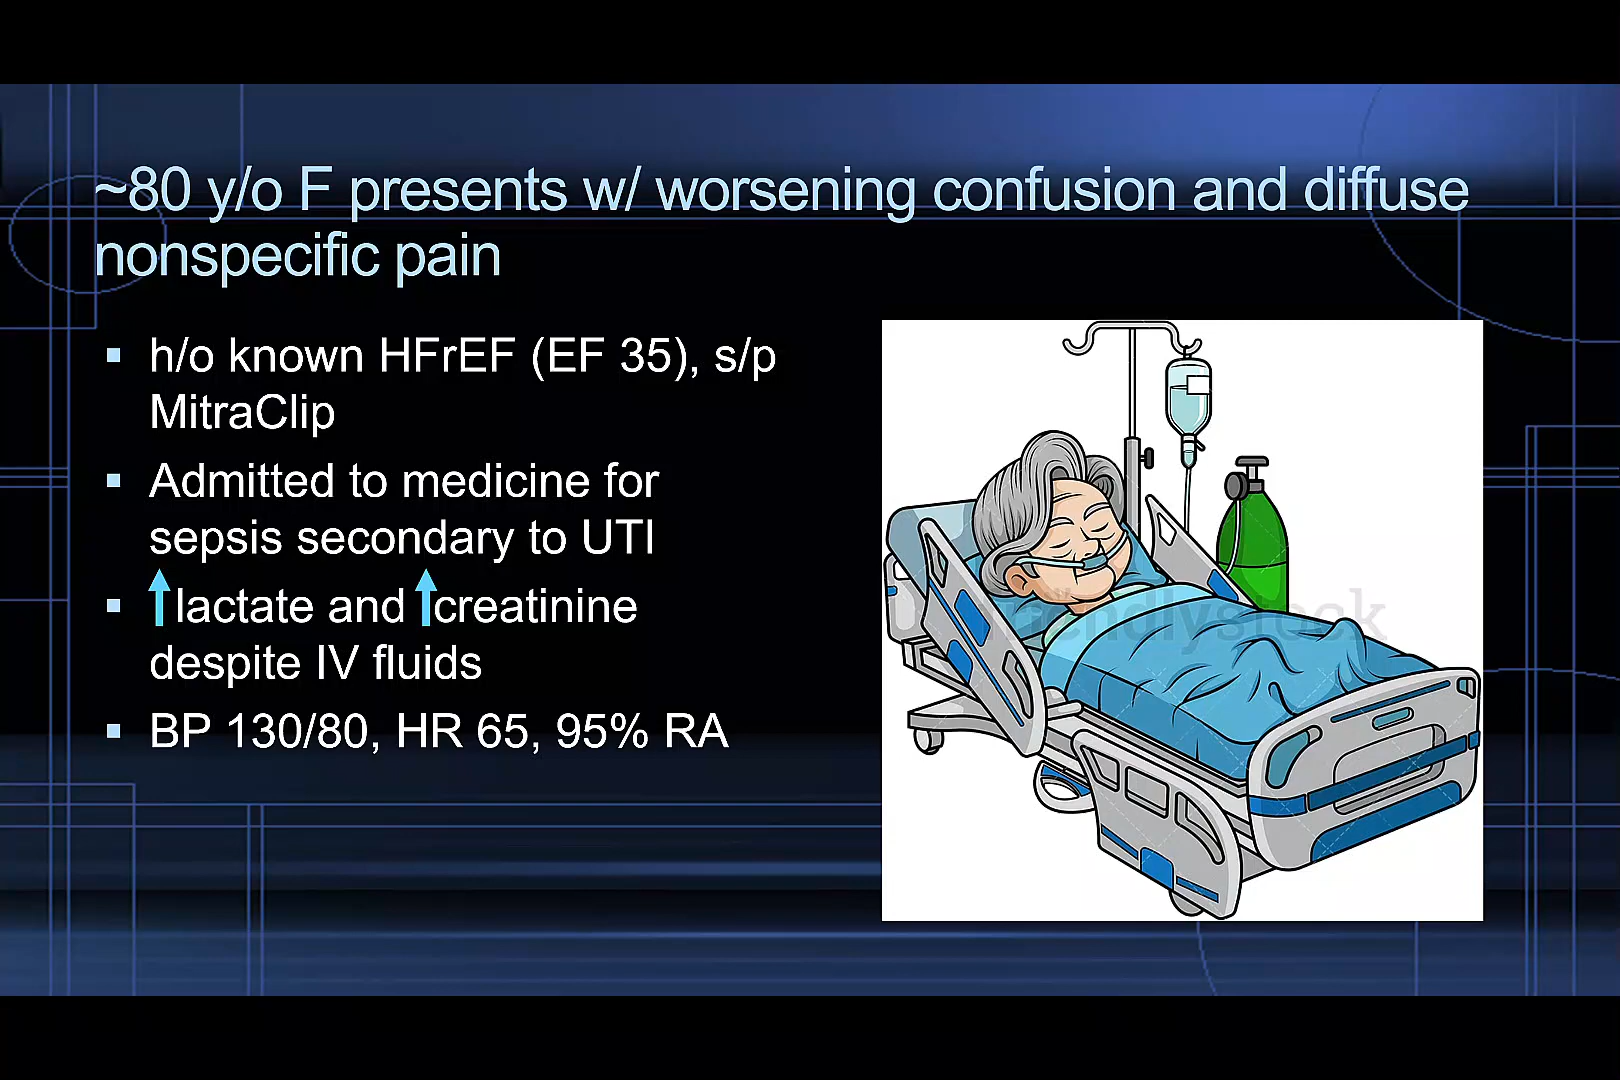 ~80 y/o F presents w/ worsening confusion and diffuse
nonspecific pain
▪ h/o known HFrEF (EF 35), s/p
MitraClip
▪ Admitted to medicine for
sepsis secondary to UTI
▪ ↑lactate and ↑creatinine
despite IV fluids
▪ BP 130/80, HR 65, 95% RA